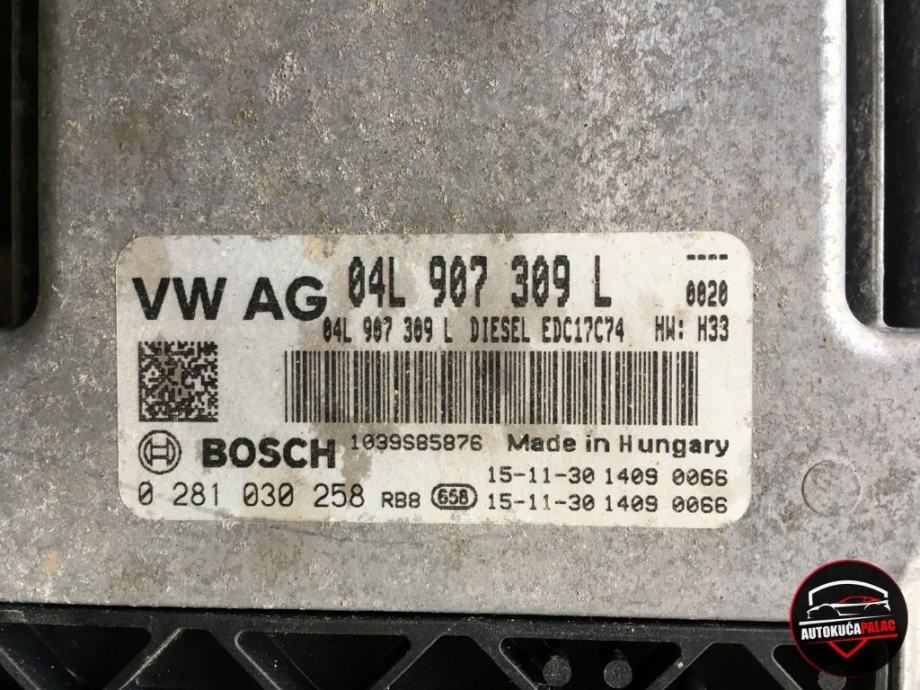 VW AG 04L 907 309 L ----
0020
04L 907 309 L DIESEL EDC17C74 HW: H33
BOSCH 1039S85876 Made in Hungary
15-11-30 1409 0066
0 281 030 258 RB8 658 15-11-30 1409 0066
AUTOKUĆA PALAC